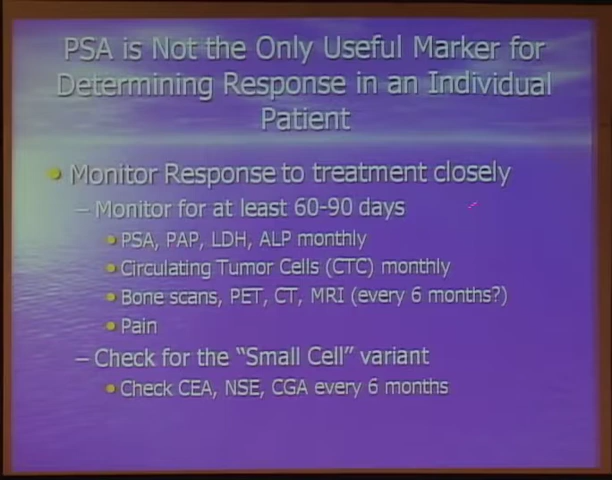 PSA is Not the Only Useful Marker for
Determining Response in an Individual
Patient
• Monitor Response to treatment closely
– Monitor for at least 60-90 days
• PSA, PAP, LDH, ALP monthly
• Circulating Tumor Cells (CTC) monthly
• Bone scans, PET, CT, MRI (every 6 months?)
• Pain
– Check for the “Small Cell” variant
• Check CEA, NSE, CGA every 6 months